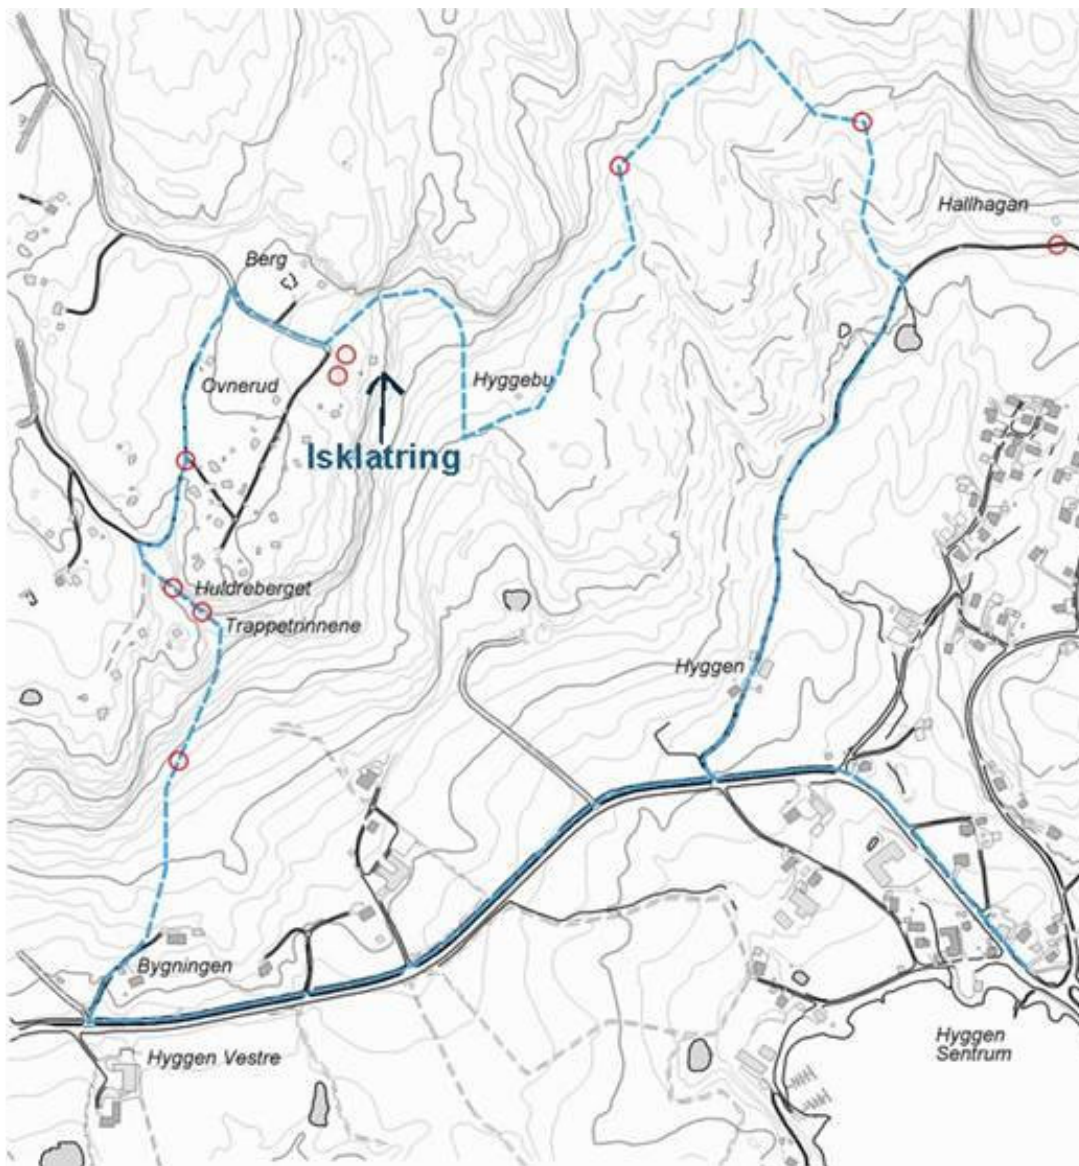 Hallhagan
Berg
Ovnerud
Hyggebu
Isklatring
Huldreberget
Trappetrinnene
Hyggen
Bygningen
Hyggen Vestre
Hyggen
Sentrum